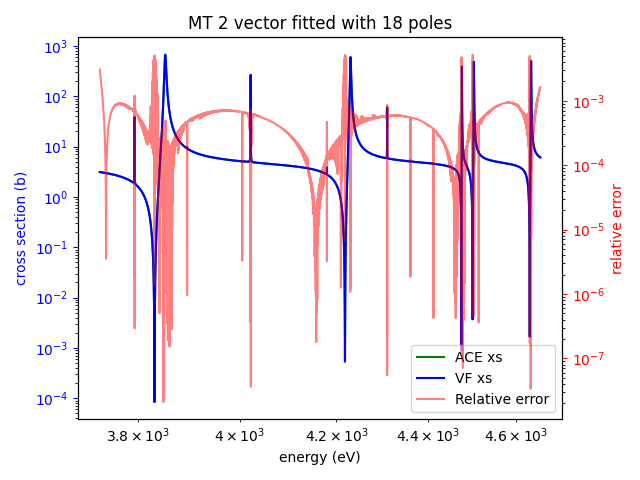 MT 2 vector fitted with 18 poles
cross section (b)
10³
10²
10¹
10⁰
10⁻¹
10⁻²
10⁻³
10⁻⁴
10⁻³
10⁻⁴
10⁻⁵
10⁻⁶
10⁻⁷
relative error
ACE xs
VF xs
Relative error
3.8 × 10³
4 × 10³
4.2 × 10³
4.4 × 10³
4.6 × 10³
energy (eV)